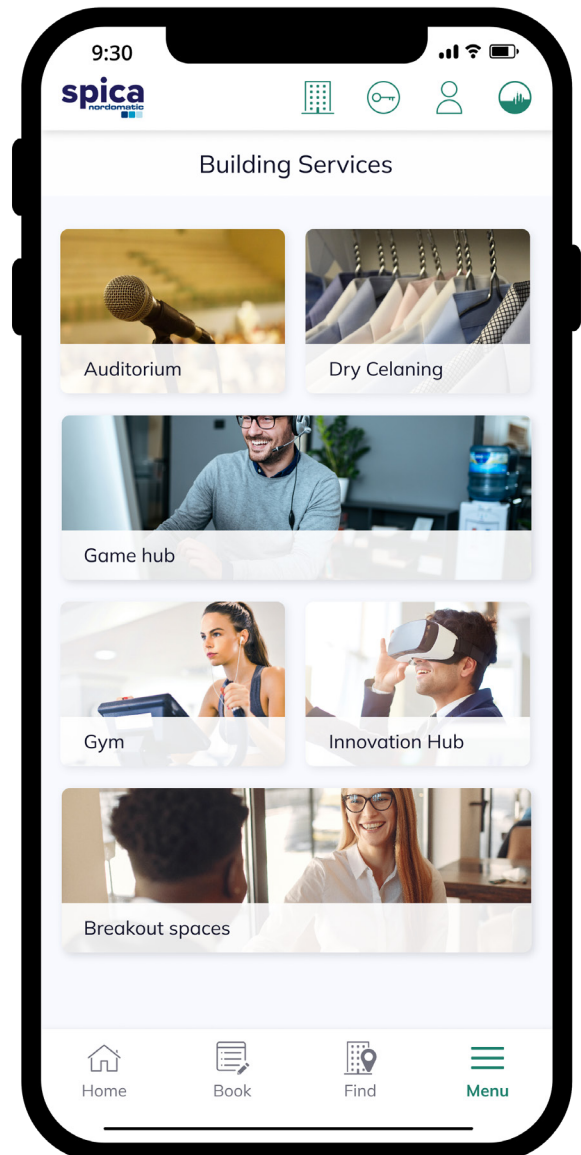 9:30
spica
nordomatic
Building Services
Auditorium
Dry Celaning
Game hub
Gym
Innovation Hub
Breakout spaces
Home
Book
Find
Menu